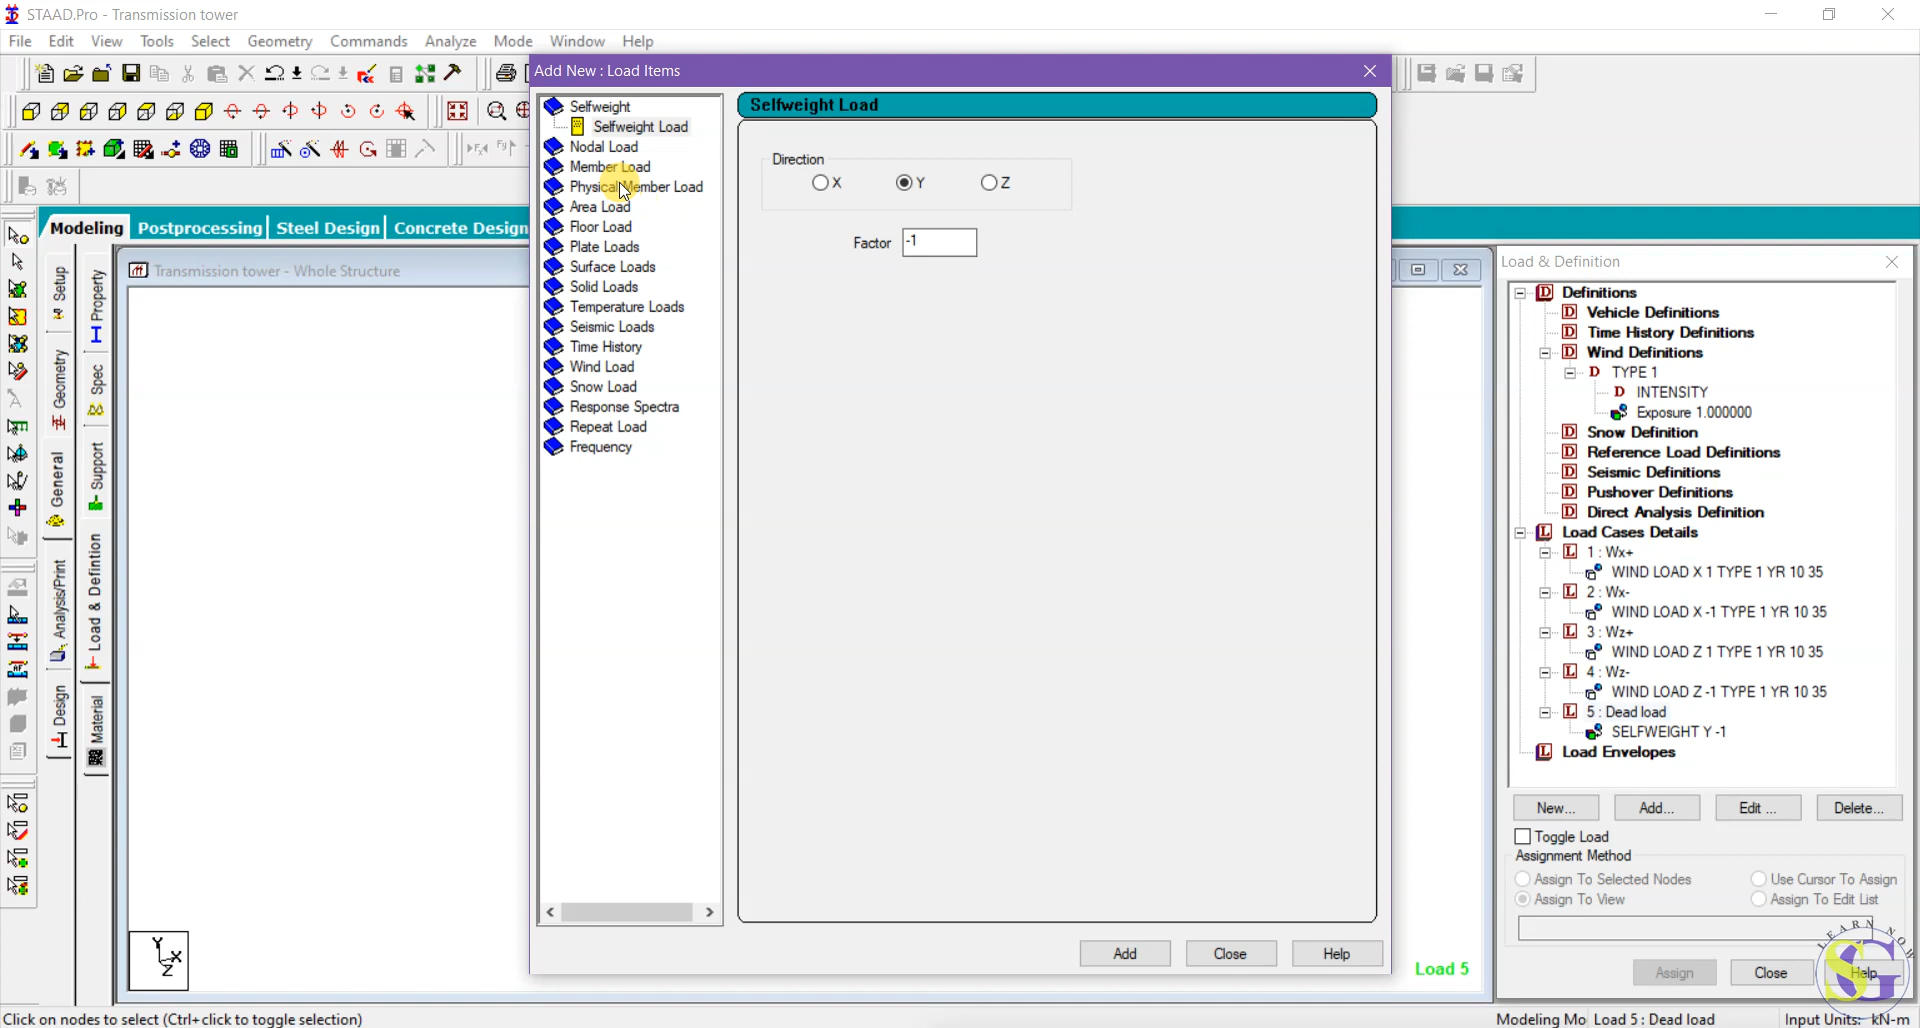 STAAD.Pro - Transmission tower
File Edit View Tools Select Geometry Commands Analyze Mode Window Help
Add New : Load Items
Selfweight
Selfweight Load
Nodal Load
Member Load
Physical Member Load
Area Load
Floor Load
Plate Loads
Surface Loads
Solid Loads
Temperature Loads
Seismic Loads
Time History
Wind Load
Snow Load
Response Spectra
Repeat Load
Frequency
Selfweight Load
Direction
X Y Z
Factor -1
Add Close Help
Modeling Postprocessing Steel Design Concrete Design
Transmission tower - Whole Structure
Setup
Geometry
General
Analysis/Print
Design
Property
Spec
Support
Load & Definition
Material
Y
X
Z
Load 5
Load & Definition
Definitions
Vehicle Definitions
Time History Definitions
Wind Definitions
TYPE 1
INTENSITY
Exposure 1.000000
Snow Definition
Reference Load Definitions
Seismic Definitions
Pushover Definitions
Direct Analysis Definition
Load Cases Details
1 : Wx+
WIND LOAD X 1 TYPE 1 YR 10 35
2 : Wx-
WIND LOAD X -1 TYPE 1 YR 10 35
3 : Wz+
WIND LOAD Z 1 TYPE 1 YR 10 35
4 : Wz-
WIND LOAD Z -1 TYPE 1 YR 10 35
5 : Dead load
SELFWEIGHT Y -1
Load Envelopes
New... Add... Edit ... Delete...
Toggle Load
Assignment Method
Assign To Selected Nodes Use Cursor To Assign
Assign To View Assign To Edit List
LEARN NOW
SG
Assign Close Help
Click on nodes to select (Ctrl+click to toggle selection)
Modeling Mo Load 5 : Dead load Input Units: kN-m